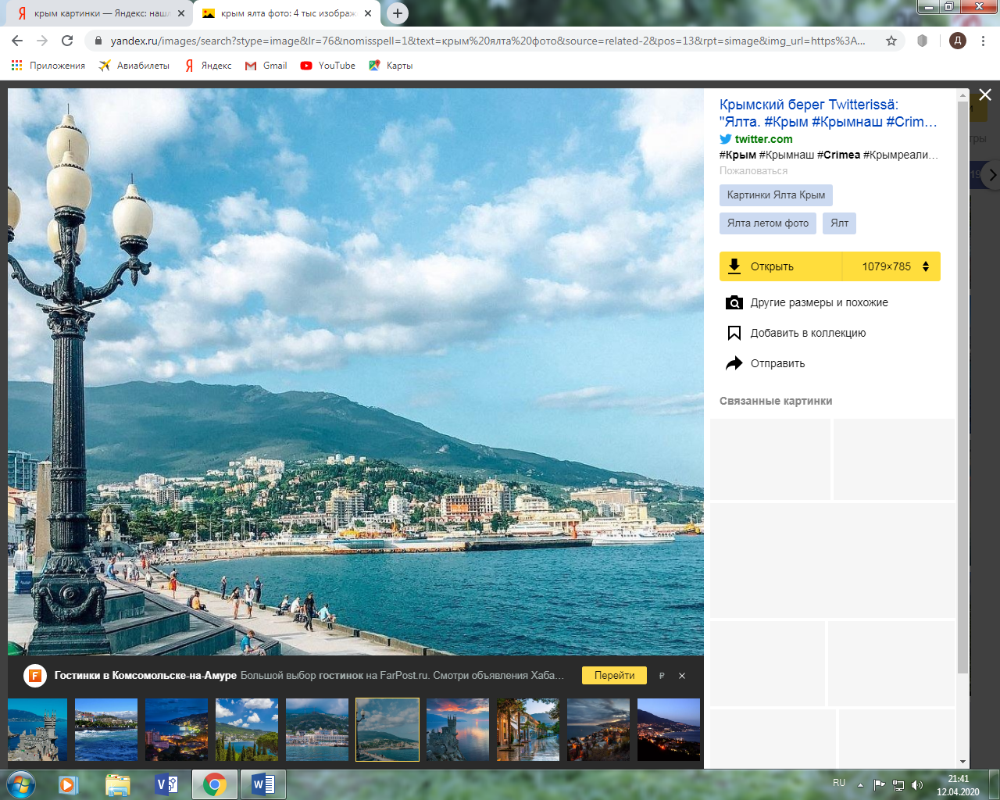 крым картинки — Яндекс: наш
крым ялта фото: 4 тыс изображ
yandex.ru/images/search?stype=image&lr=76&nomisspell=1&text=крым%20ялта%20фото&source=related-2&pos=13&rpt=simage&img_url=https%3A...
Д
Приложения
Авиабилеты
Яндекс
Gmail
YouTube
Карты
Крымский берег Twitterissä:
"Ялта. #Крым #Крымнаш #Crim…
twitter.com
#Крым #Крымнаш #Crimea #Крымреали…
Пожаловаться
Картинки Ялта Крым
Ялта летом фото
Ялт
Открыть
1079×785
Другие размеры и похожие
Добавить в коллекцию
Отправить
Связанные картинки
Гостинки в Комсомольске-на-Амуре Большой выбор гостинок на FarPost.ru. Смотри объявления Хаба…
Перейти
RU
21:41
12.04.2020